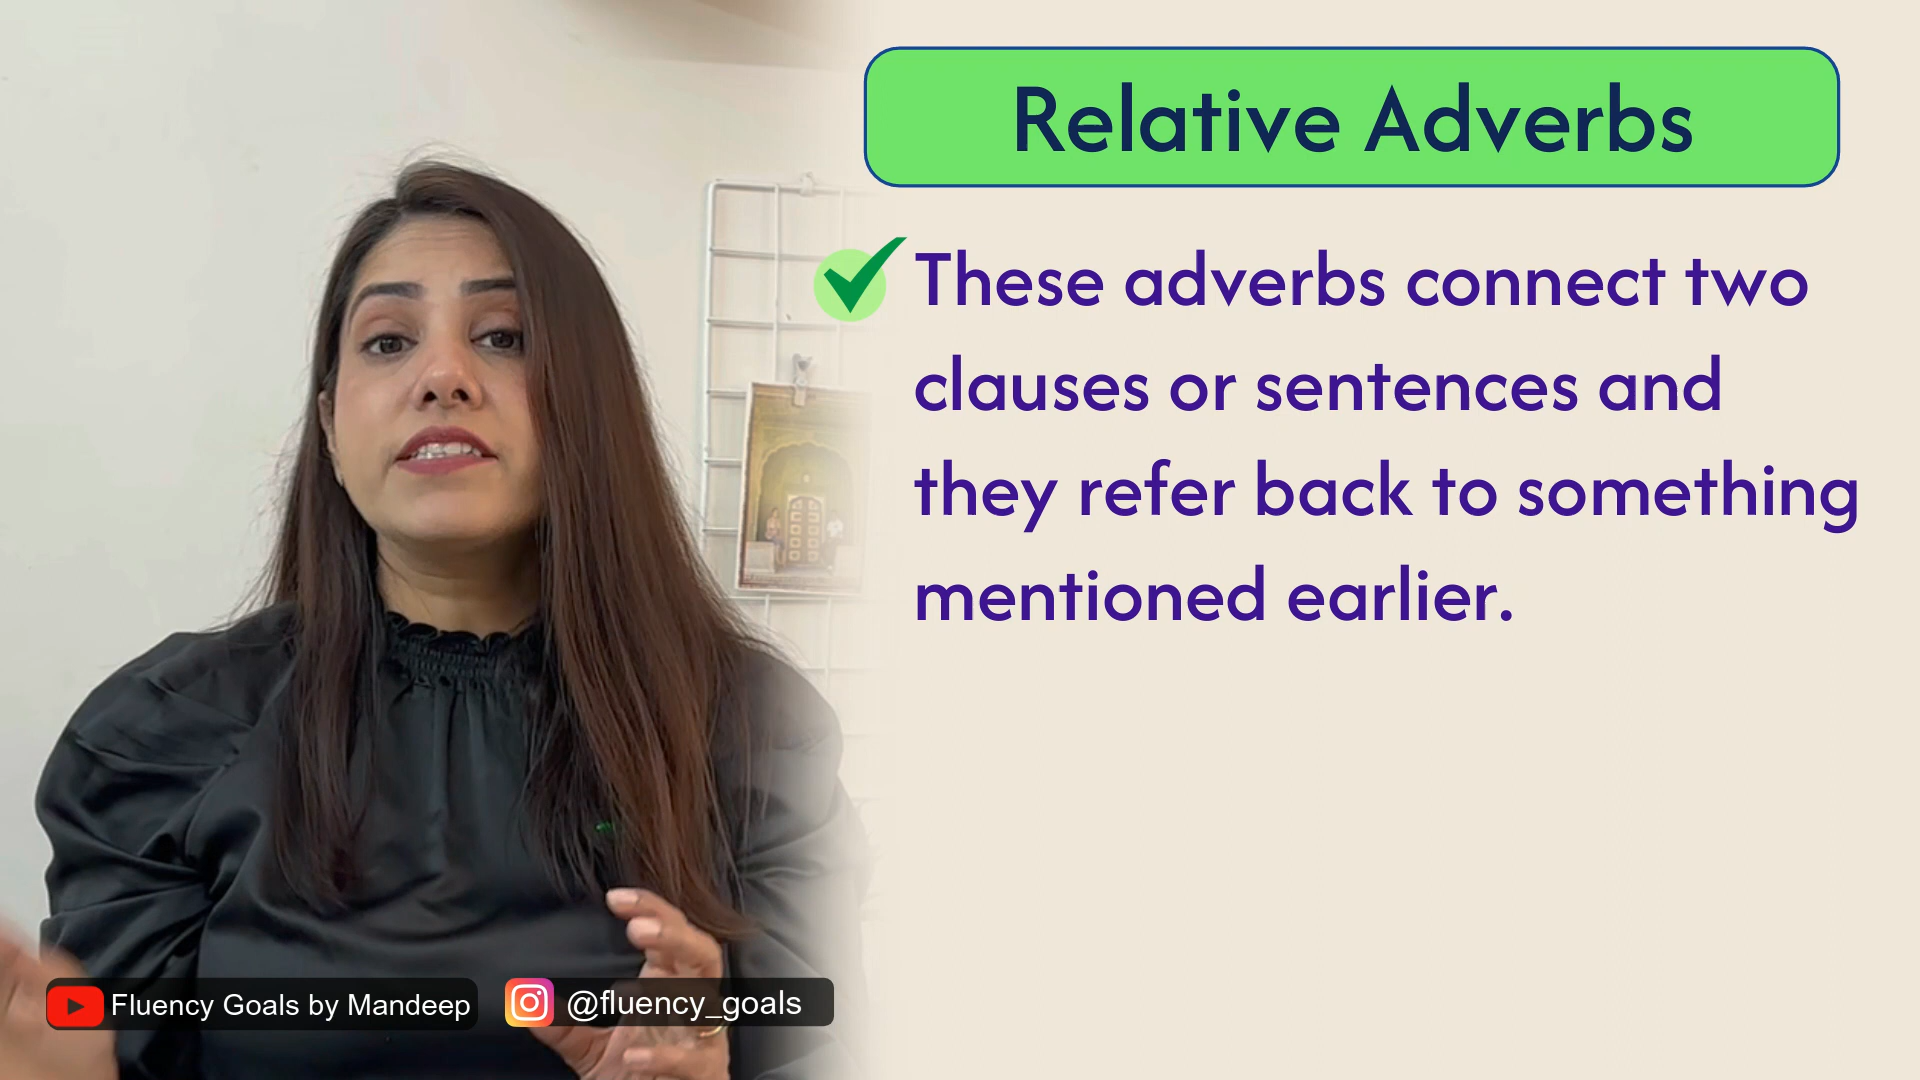 Relative Adverbs
These adverbs connect two
clauses or sentences and
they refer back to something
mentioned earlier.
Fluency Goals by Mandeep
@fluency_goals